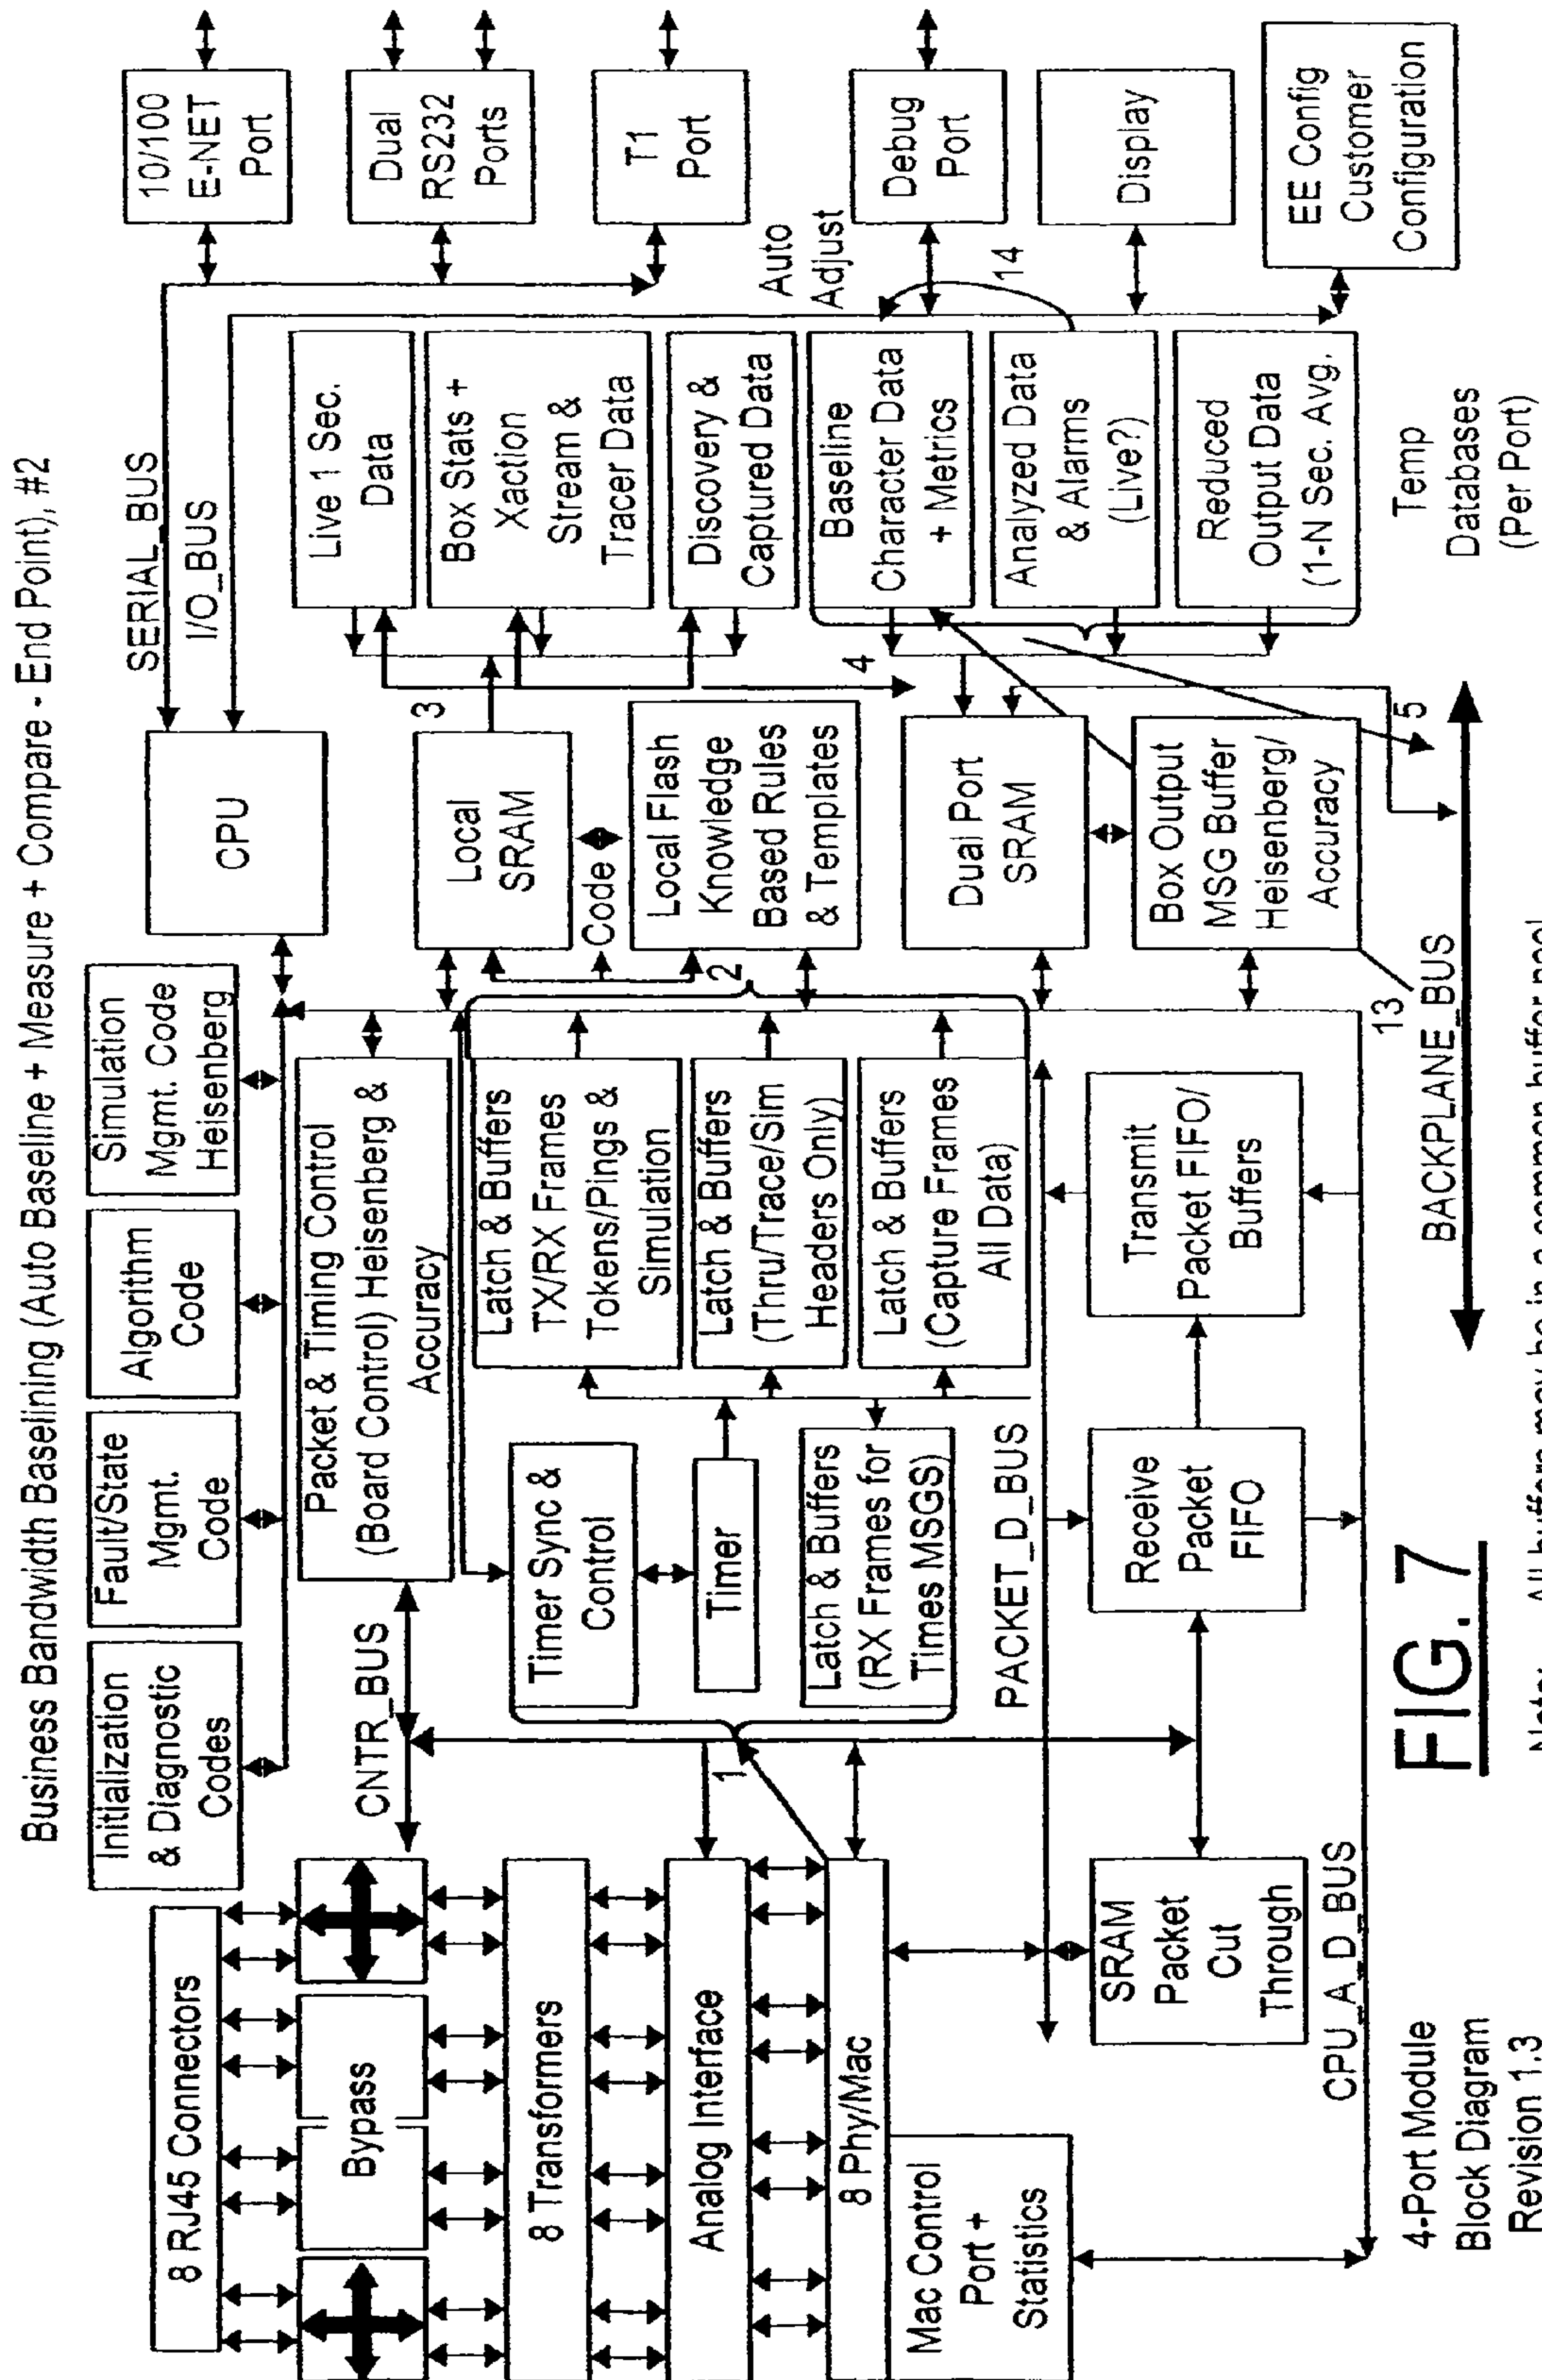 Business Bandwidth Baselining (Auto Baseline + Measure + Compare - End Point), #2
8 RJ45 Connectors
Bypass
8 Transformers
Analog Interface
8 Phy/Mac
Mac Control
Port +
Statistics
4-Port Module
Block Diagram
Revision 1.3
Initialization
& Diagnostic
Codes
Fault/State
Mgmt.
Code
Algorithm
Code
Simulation
Mgmt. Code
Heisenberg
CNTR_BUS
Packet & Timing Control
(Board Control) Heisenberg &
Accuracy
Timer Sync &
Control
Timer
Latch & Buffers
(RX Frames for
Times MSGS)
1
Latch & Buffers
TX/RX Frames
Tokens/Pings &
Simulation
Latch & Buffers
(Thru/Trace/Sim
Headers Only)
Latch & Buffers
(Capture Frames
All Data)
2
PACKET_D_BUS
SRAM
Packet
Cut
Through
Receive
Packet
FIFO
Transmit
Packet FIFO/
Buffers
CPU_A_D_BUS
FIG. 7
SERIAL_BUS
I/O_BUS
CPU
Local
SRAM
3
Code
Local Flash
Knowledge
Based Rules
& Templates
4
Dual Port
SRAM
Box Output
MSG Buffer
Heisenberg/
Accuracy
13
5
BACKPLANE_BUS
Live 1 Sec.
Data
Box Stats +
Xaction
Stream &
Tracer Data
Discovery &
Captured Data
Baseline
Character Data
+ Metrics
Analyzed Data
& Alarms
(Live?)
Reduced
Output Data
(1-N Sec. Avg.
Temp
Databases
(Per Port)
Auto
Adjust
14
10/100
E-NET
Port
Dual
RS232
Ports
T1
Port
Debug
Port
Display
EE Config
Customer
Configuration
Note: All buffers may be in a common buffer pool